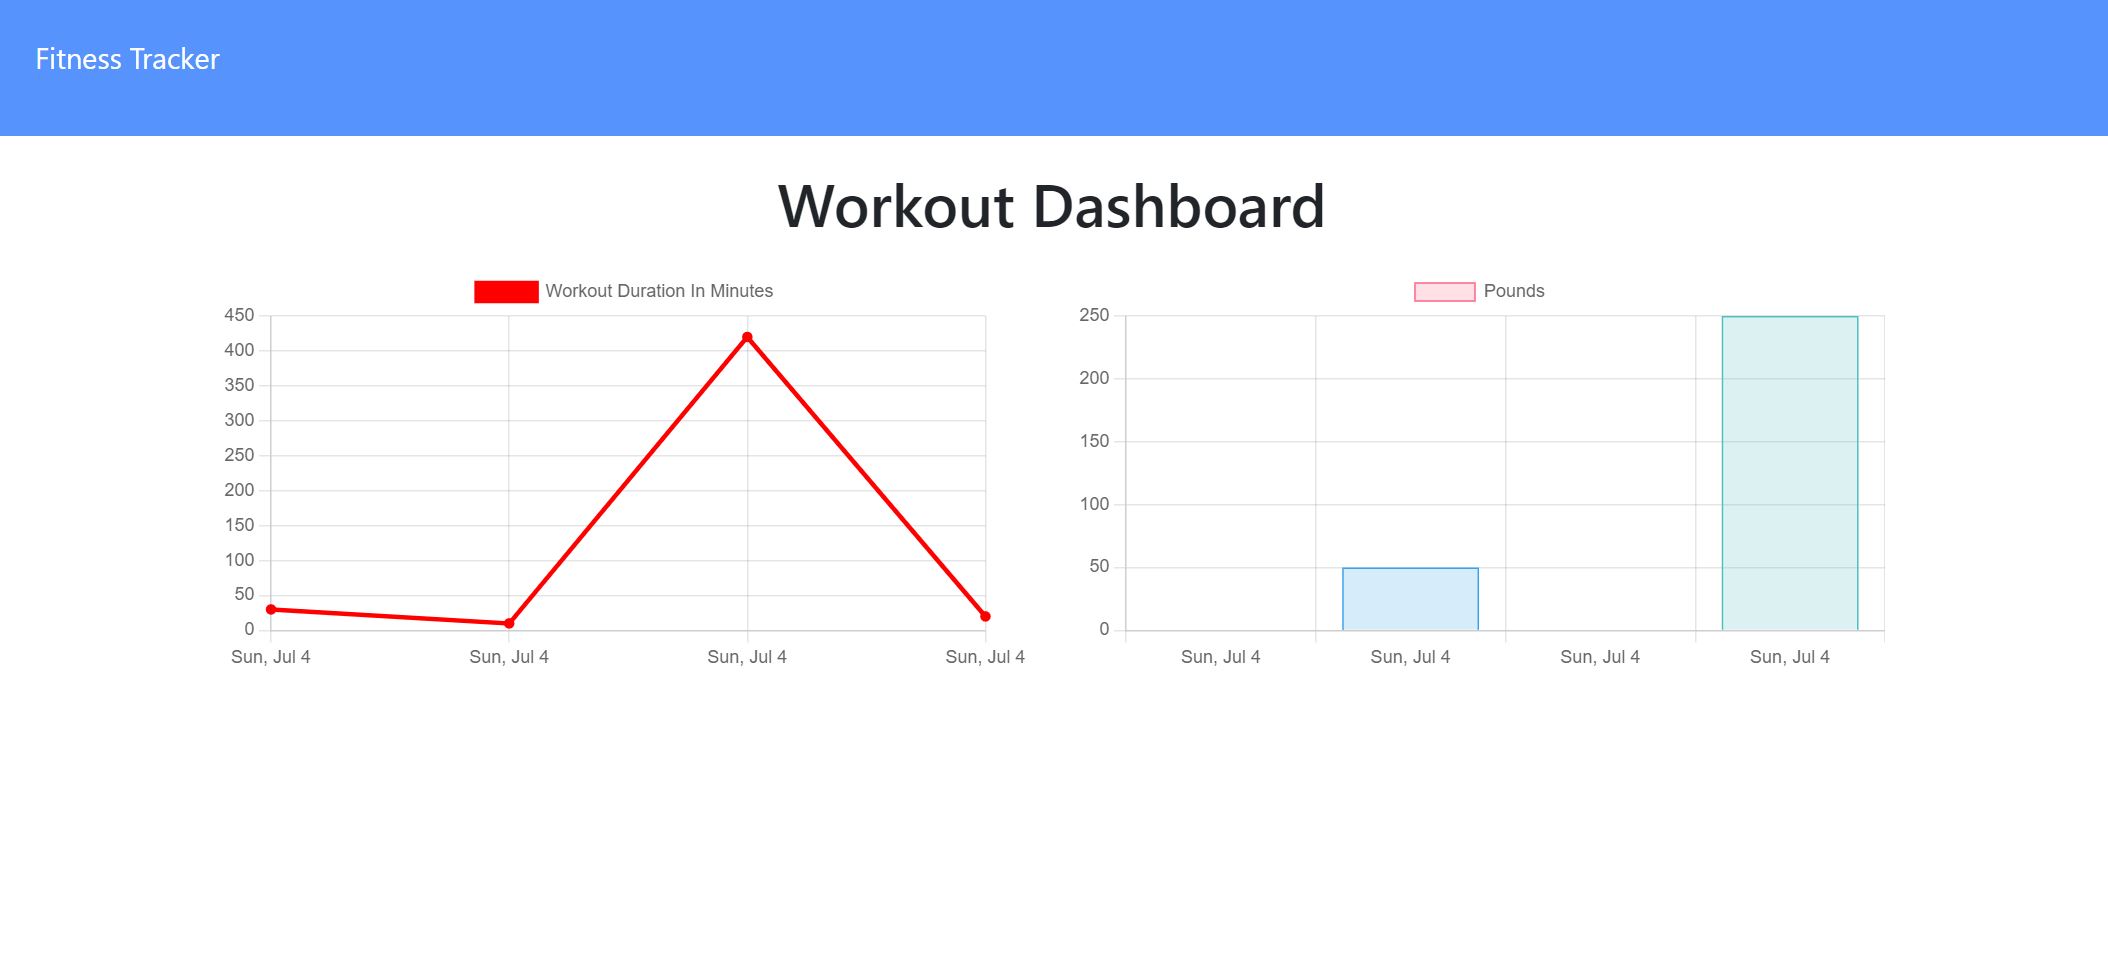 Fitness Tracker
Workout Dashboard
Workout Duration In Minutes
450
400
350
300
250
200
150
100
50
0
Sun, Jul 4 Sun, Jul 4 Sun, Jul 4 Sun, Jul 4
Pounds
250
200
150
100
50
0
Sun, Jul 4 Sun, Jul 4 Sun, Jul 4 Sun, Jul 4